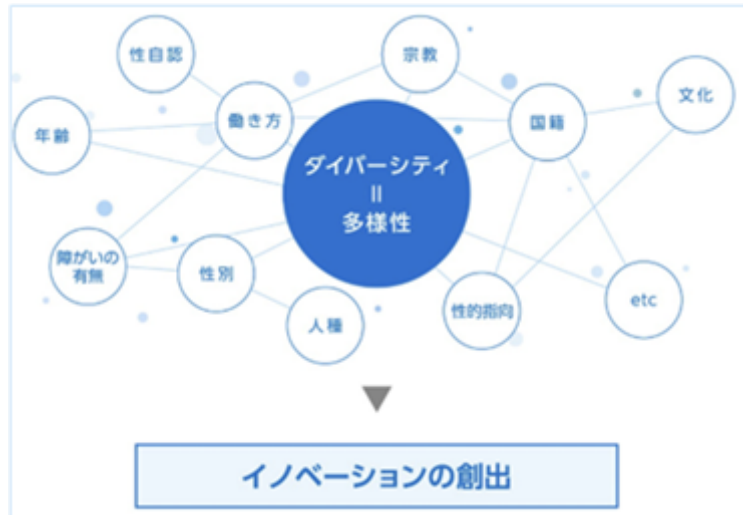 性自認
宗教
文化
働き方
国籍
年齢
ダイバーシティ
=
多様性
障がいの
有無
性別
人種
性的指向
etc
イノベーションの創出